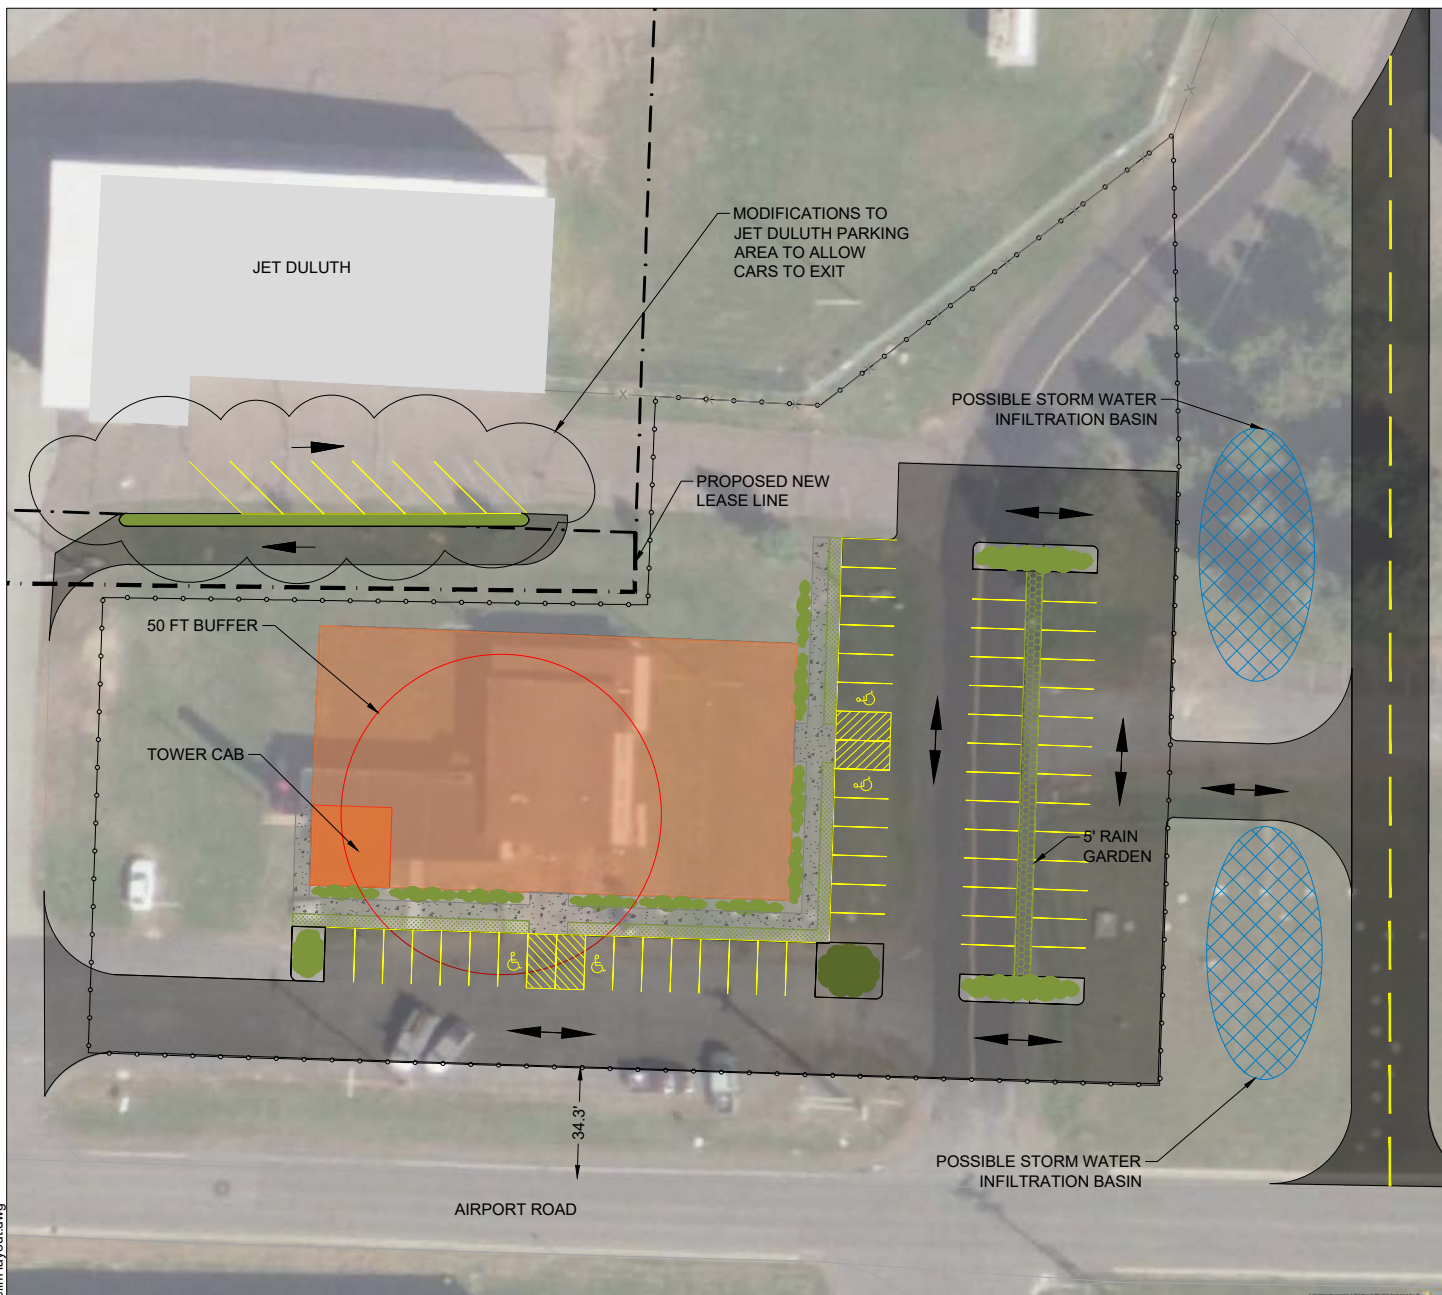 MODIFICATIONS TO
JET DULUTH PARKING
AREA TO ALLOW
CARS TO EXIT
JET DULUTH
POSSIBLE STORM WATER
INFILTRATION BASIN
PROPOSED NEW
LEASE LINE
50 FT BUFFER
TOWER CAB
5' RAIN
GARDEN
34.3'
POSSIBLE STORM WATER
INFILTRATION BASIN
AIRPORT ROAD